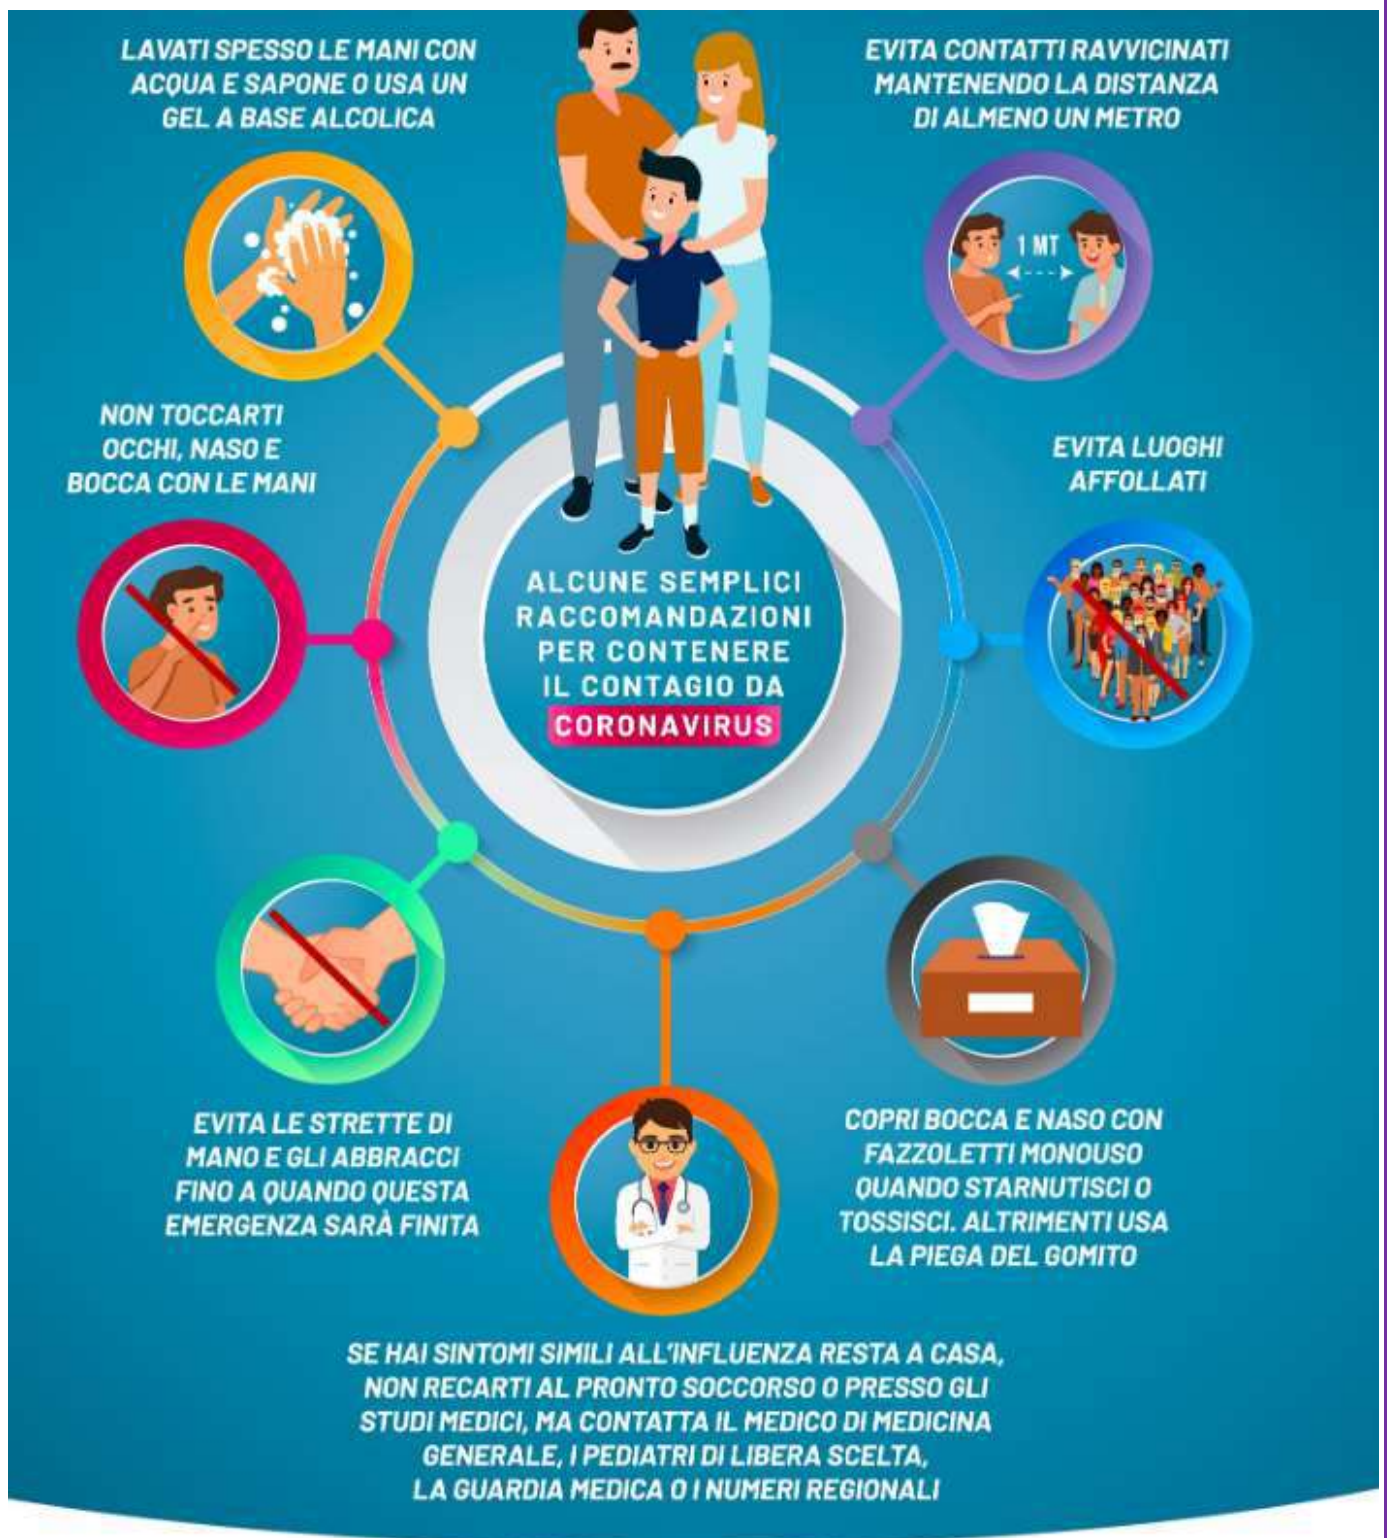 LAVATI SPESSO LE MANI CON
ACQUA E SAPONE O USA UN
GEL A BASE ALCOLICA
EVITA CONTATTI RAVVICINATI
MANTENENDO LA DISTANZA
DI ALMENO UN METRO
1 MT
NON TOCCARTI
OCCHI, NASO E
BOCCA CON LE MANI
EVITA LUOGHI
AFFOLLATI
ALCUNE SEMPLICI
RACCOMANDAZIONI
PER CONTENERE
IL CONTAGIO DA
CORONAVIRUS
EVITA LE STRETTE DI
MANO E GLI ABBRACCI
FINO A QUANDO QUESTA
EMERGENZA SARÀ FINITA
COPRI BOCCA E NASO CON
FAZZOLETTI MONOUSO
QUANDO STARNUTISCI O
TOSSISCI. ALTRIMENTI USA
LA PIEGA DEL GOMITO
SE HAI SINTOMI SIMILI ALL'INFLUENZA RESTA A CASA,
NON RECARTI AL PRONTO SOCCORSO O PRESSO GLI
STUDI MEDICI, MA CONTATTA IL MEDICO DI MEDICINA
GENERALE, I PEDIATRI DI LIBERA SCELTA,
LA GUARDIA MEDICA O I NUMERI REGIONALI